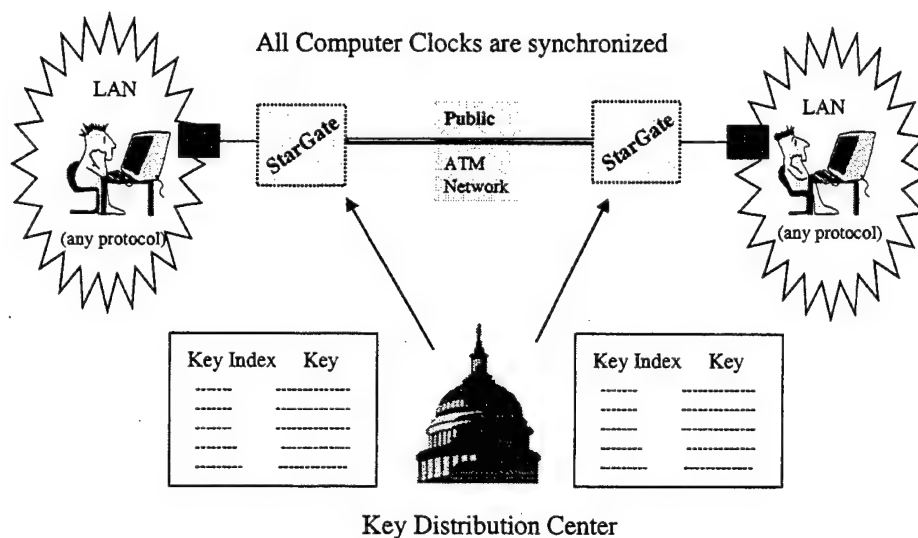 All Computer Clocks are synchronized
LAN
(any protocol)
StarGate
Public
ATM
Network
StarGate
LAN
(any protocol)
Key Index Key
Key Index Key
Key Distribution Center